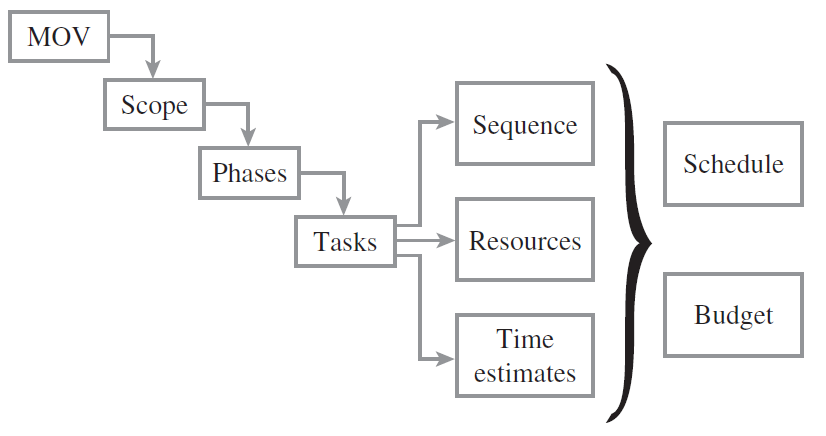 MOV
Scope
Phases
Tasks
Sequence
Resources
Time
estimates
Schedule
Budget